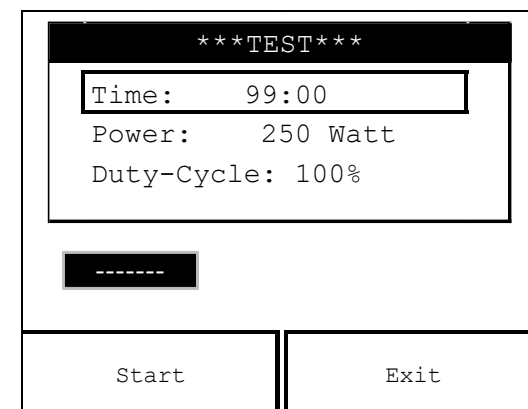 ***TEST***
Time: 99:00
Power: 250 Watt
Duty-Cycle: 100%
-------
Start Exit